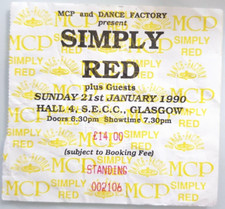 MCP and DANCE FACTORY
present
SIMPLY
RED
plus Guests
SUNDAY 21st JANUARY 1990
HALL 4, S.E.C.C., GLASGOW
Doors 6.30pm Showtime 7.30pm
£14.00
(subject to Booking Fee)
STANDING
002106